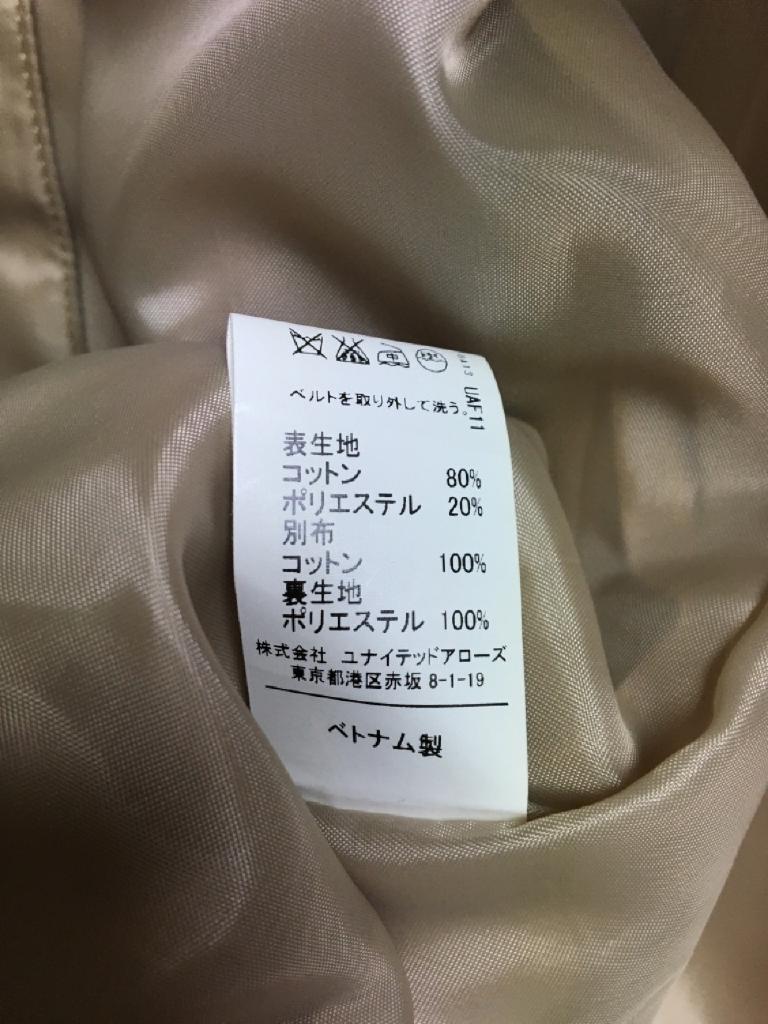 UAF11
ベルトを取り外して洗う。
表生地
コットン 80%
ポリエステル 20%
別布
コットン 100%
裏生地
ポリエステル 100%
株式会社 ユナイテッドアローズ
東京都港区赤坂 8-1-19
ベトナム製